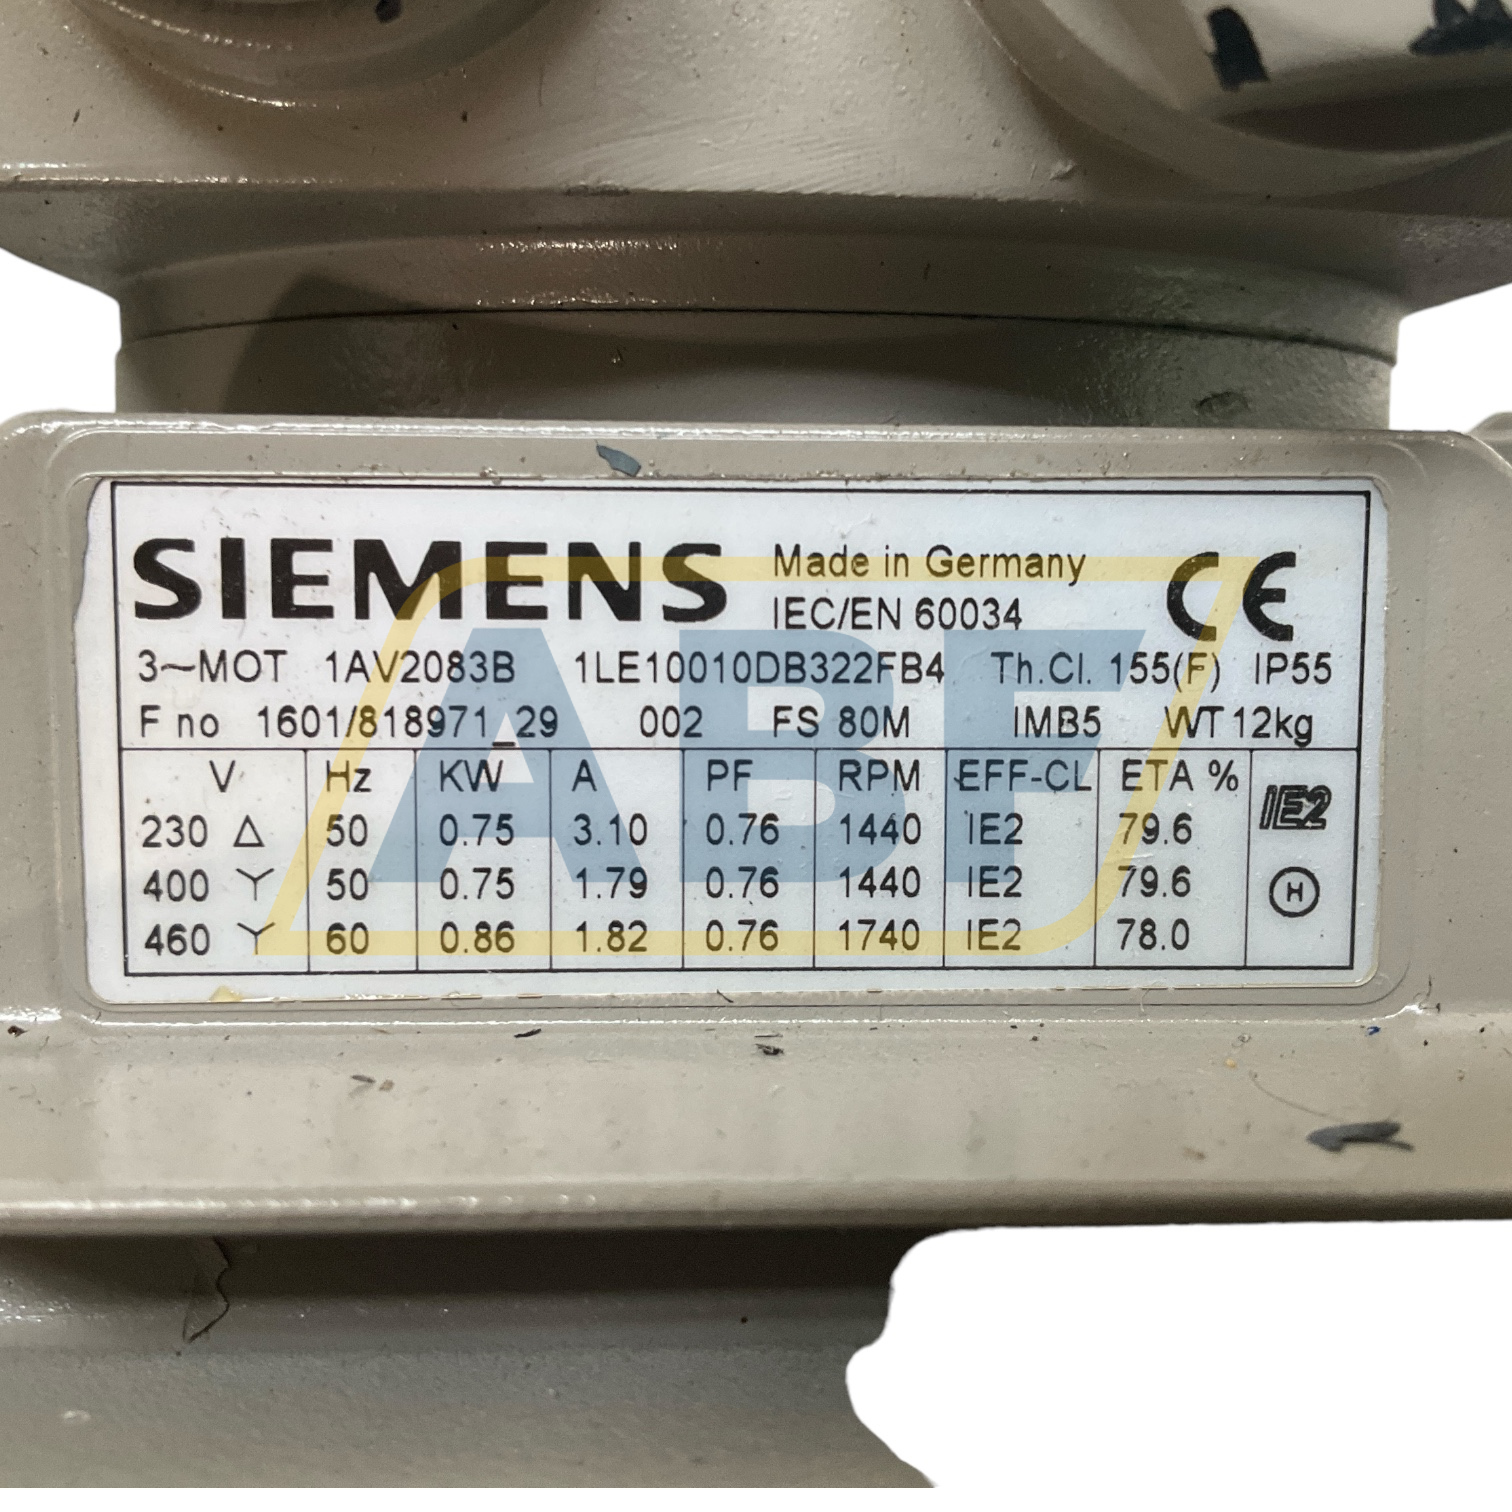 SIEMENS Made in Germany CE
IEC/EN 60034
3~MOT 1AV2083B 1LE10010DB322FB4 Th.Cl. 155(F) IP55
F no 1601/818971_29 002 FS 80M IMB5 WT 12kg
V Hz KW A PF RPM EFF-CL ETA %
230 Δ 50 0.75 3.10 0.76 1440 IE2 79.6
400 Y 50 0.75 1.79 0.76 1440 IE2 79.6
460 Y 60 0.86 1.82 0.76 1740 IE2 78.0
IE2
H
ABF